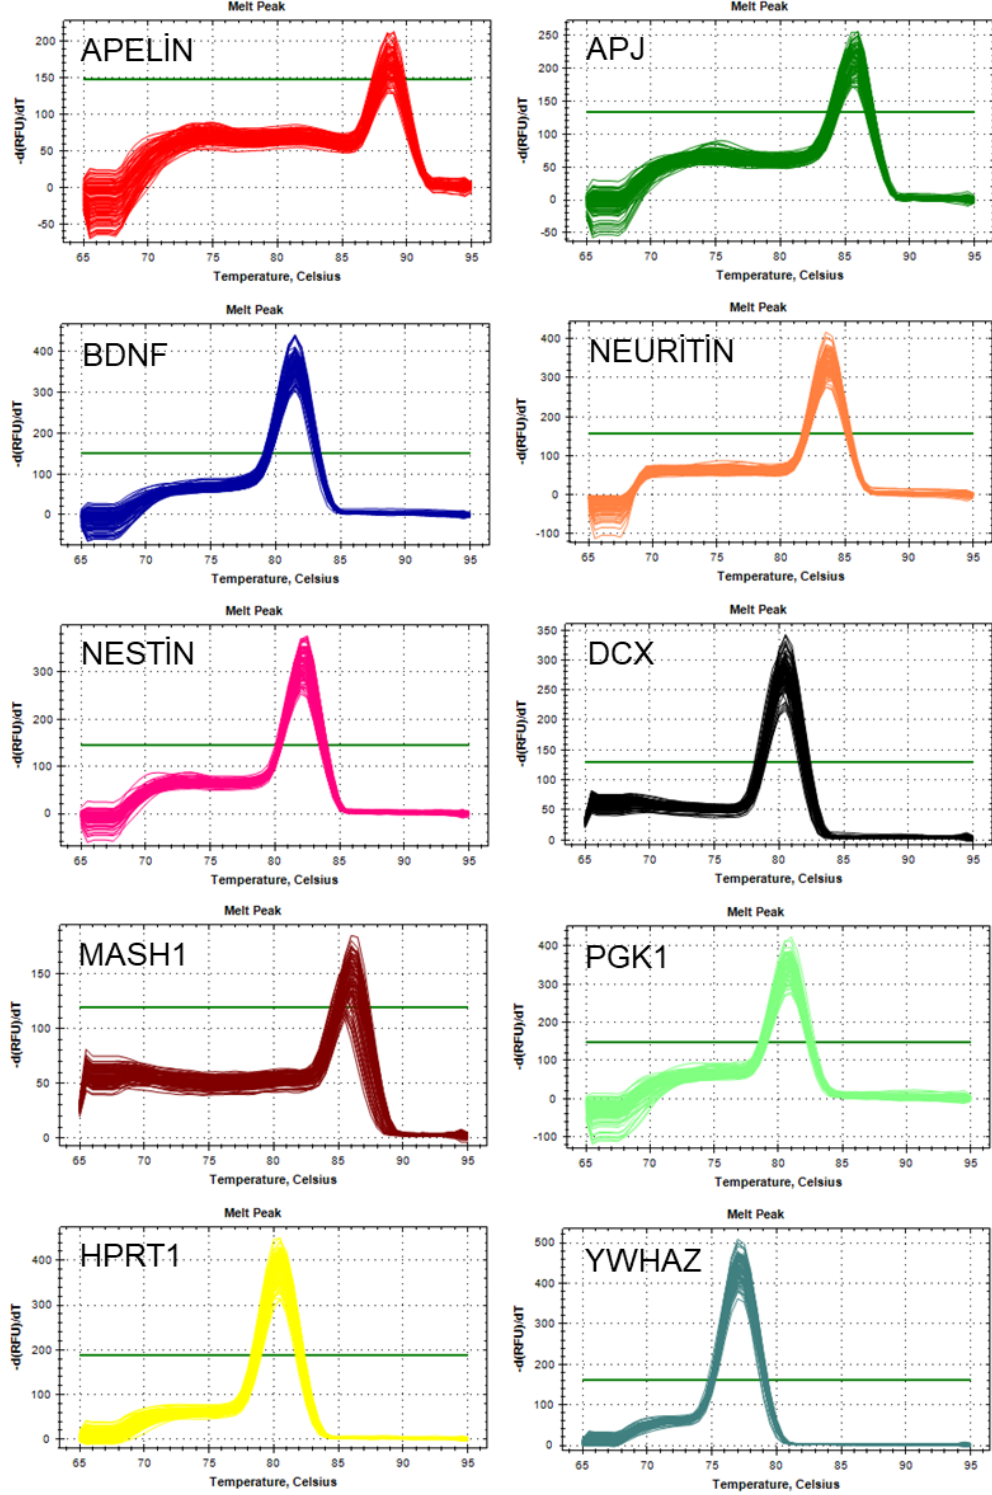 Melt Peak
APELİN
-d(RFU)/dT
200
150
100
50
0
-50
65 70 75 80 85 90 95
Temperature, Celsius
Melt Peak
APJ
-d(RFU)/dT
250
200
150
100
50
0
-50
65 70 75 80 85 90 95
Temperature, Celsius
Melt Peak
BDNF
-d(RFU)/dT
400
300
200
100
0
65 70 75 80 85 90 95
Temperature, Celsius
Melt Peak
NEURİTİN
-d(RFU)/dT
400
300
200
100
0
-100
65 70 75 80 85 90 95
Temperature, Celsius
Melt Peak
NESTİN
-d(RFU)/dT
300
200
100
0
65 70 75 80 85 90 95
Temperature, Celsius
Melt Peak
DCX
-d(RFU)/dT
350
300
250
200
150
100
50
0
65 70 75 80 85 90 95
Temperature, Celsius
Melt Peak
MASH1
-d(RFU)/dT
150
100
50
0
65 70 75 80 85 90 95
Temperature, Celsius
Melt Peak
PGK1
-d(RFU)/dT
400
300
200
100
0
-100
65 70 75 80 85 90 95
Temperature, Celsius
Melt Peak
HPRT1
-d(RFU)/dT
400
300
200
100
0
65 70 75 80 85 90 95
Temperature, Celsius
Melt Peak
YWHAZ
-d(RFU)/dT
500
400
300
200
100
0
65 70 75 80 85 90 95
Temperature, Celsius